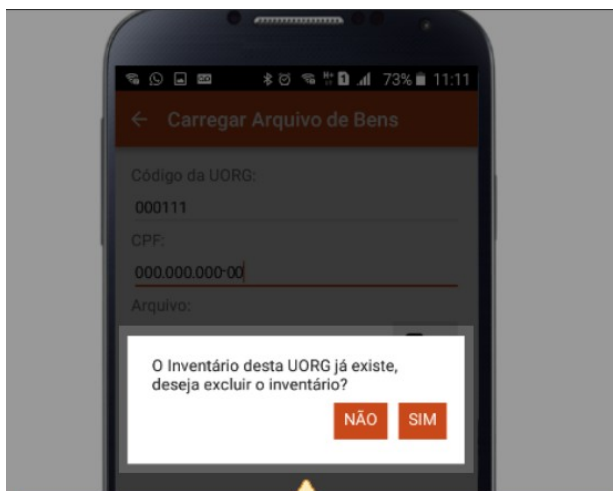 73% 11:11
Carregar Arquivo de Bens
Código da UORG:
000111
CPF:
000.000.000-00
Arquivo:
O Inventário desta UORG já existe,
deseja excluir o inventário?
NÃO SIM